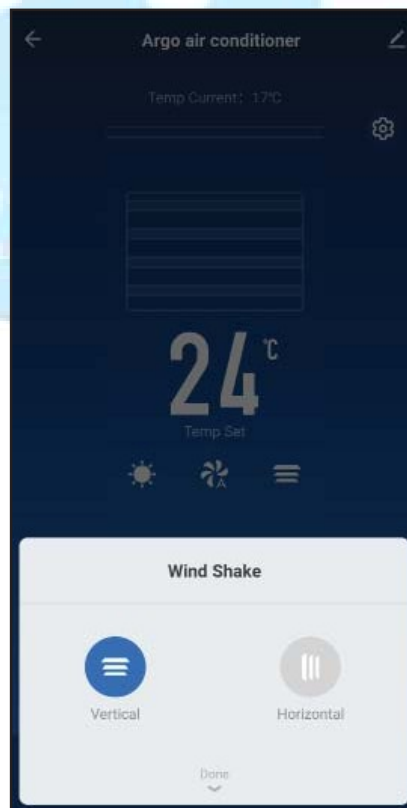 Argo air conditioner
Temp Current: 17℃
24 ℃
Temp Set
A
Wind Shake
Vertical
Horizontal
Done